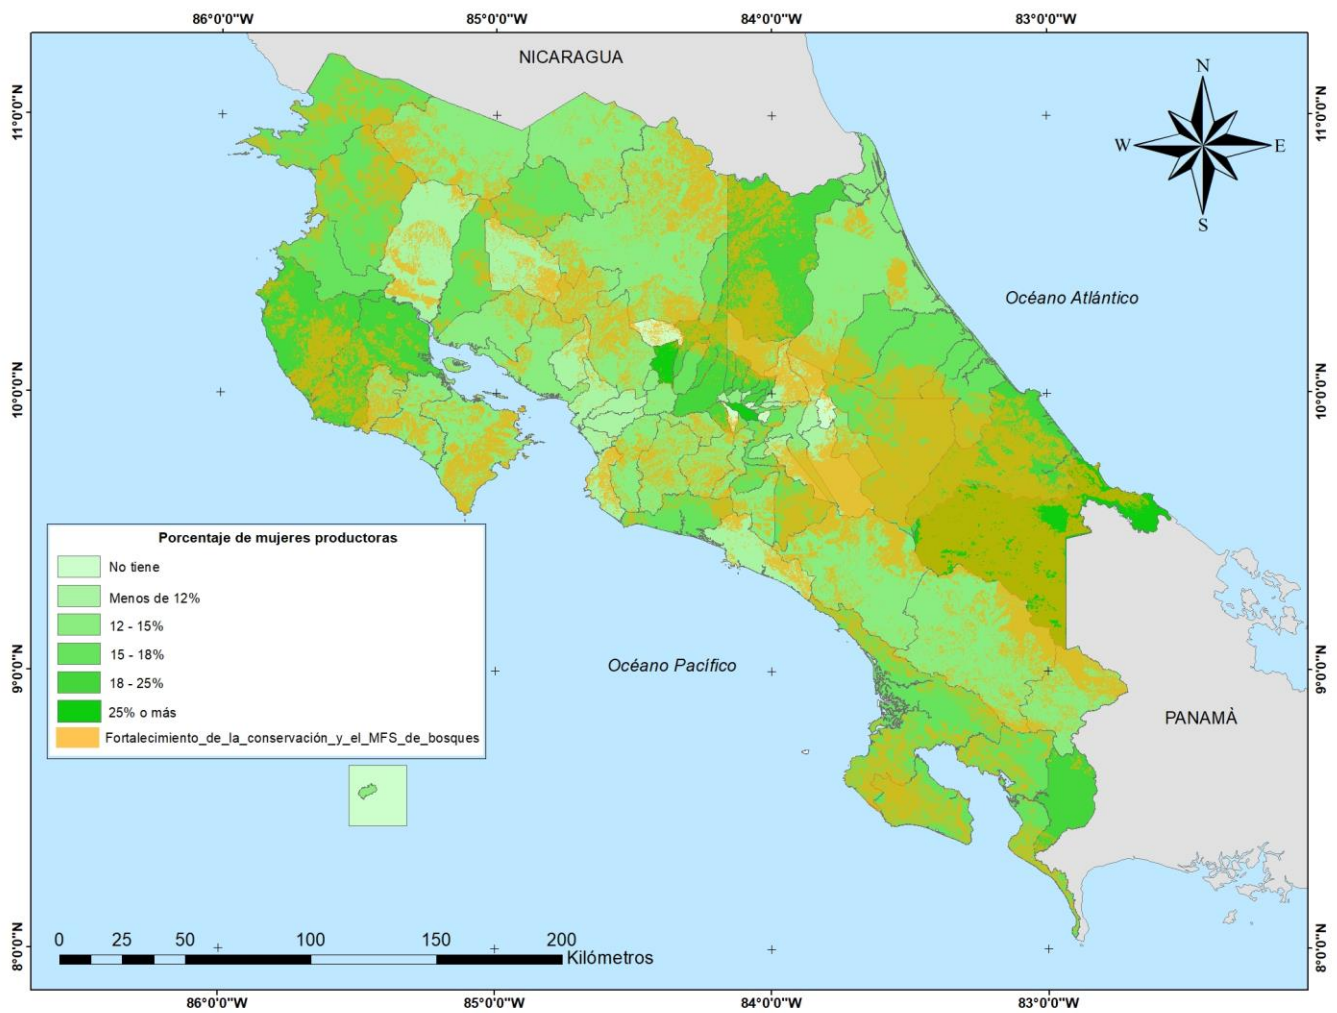 86°0'0"W 85°0'0"W 84°0'0"W 83°0'0"W
NICARAGUA
N
W E
S
11°0'0"N 11°0'0"N
Océano Atlántico
10°0'0"N 10°0'0"N
Porcentaje de mujeres productoras
No tiene
Menos de 12%
12 - 15%
15 - 18%
18 - 25%
25% o más
Fortalecimiento_de_la_conservación_y_el_MFS_de_bosques
Océano Pacífico
9°0'0"N 9°0'0"N
PANAMÀ
0 25 50 100 150 200
Kilómetros
8°0'0"N 8°0'0"N
86°0'0"W 85°0'0"W 84°0'0"W 83°0'0"W